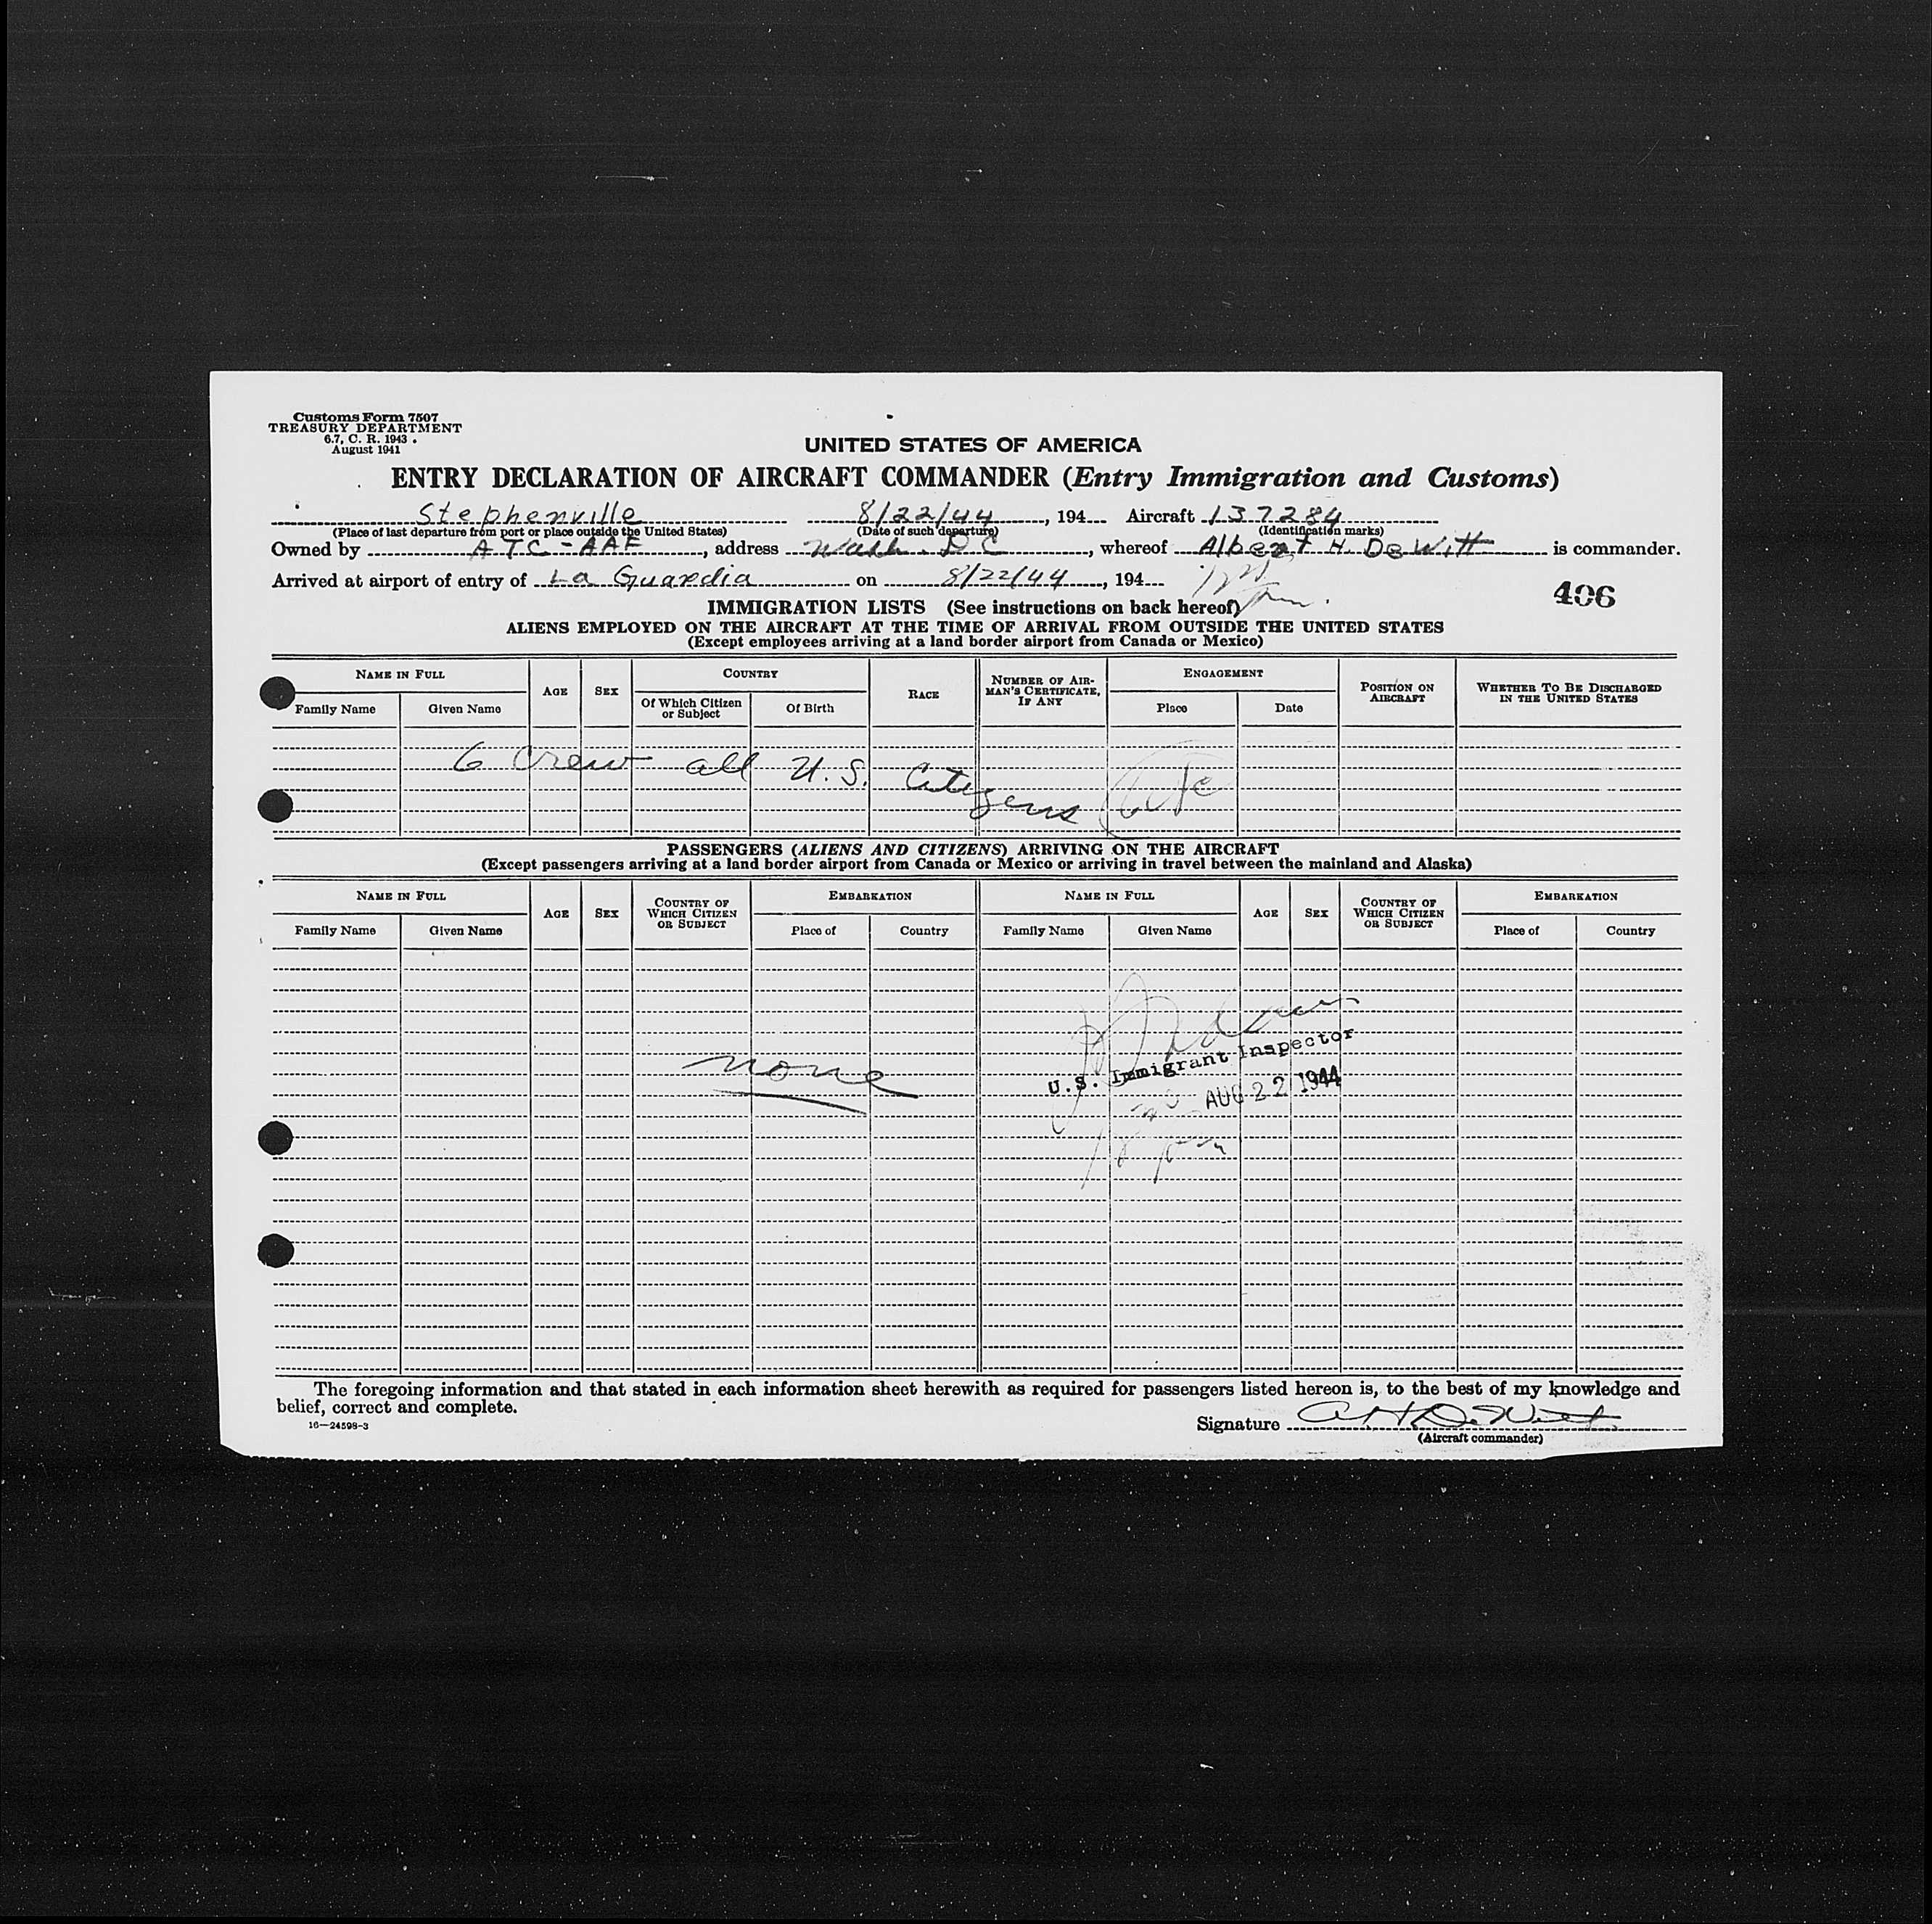 Customs Form 7507
TREASURY DEPARTMENT
6.7, C. R. 1943
August 1941
UNITED STATES OF AMERICA
ENTRY DECLARATION OF AIRCRAFT COMMANDER (Entry Immigration and Customs)
Stephenville 8/22/44, 194 Aircraft 137284
(Place of last departure from port or place outside the United States) (Date of such departure) (Identification marks)
Owned by ATC-AAF, address Wash. DC, whereof Albert H. DeWitt is commander.
Arrived at airport of entry of La Guardia on 8/22/44, 194
406
IMMIGRATION LISTS (See instructions on back hereof)
ALIENS EMPLOYED ON THE AIRCRAFT AT THE TIME OF ARRIVAL FROM OUTSIDE THE UNITED STATES
(Except employees arriving at a land border airport from Canada or Mexico)
NAME IN FULL AGE SEX COUNTRY RACE NUMBER OF AIRMAN'S CERTIFICATE, IF ANY ENGAGEMENT POSITION ON AIRCRAFT WHETHER TO BE DISCHARGED IN THE UNITED STATES
Family Name Given Name Of Which Citizen or Subject Of Birth Place Date
6 crew all U.S. Citizens
PASSENGERS (ALIENS AND CITIZENS) ARRIVING ON THE AIRCRAFT
(Except passengers arriving at a land border airport from Canada or Mexico or arriving in travel between the mainland and Alaska)
NAME IN FULL AGE SEX COUNTRY OF WHICH CITIZEN OR SUBJECT EMBARKATION NAME IN FULL AGE SEX COUNTRY OF WHICH CITIZEN OR SUBJECT EMBARKATION
Family Name Given Name Place of Country Family Name Given Name Place of Country
none
U.S. Immigrant Inspector
AUG 22 1944
The foregoing information and that stated in each information sheet herewith as required for passengers listed hereon is, to the best of my knowledge and
belief, correct and complete.
16—24598-3
Signature A H DeWitt
(Aircraft commander)